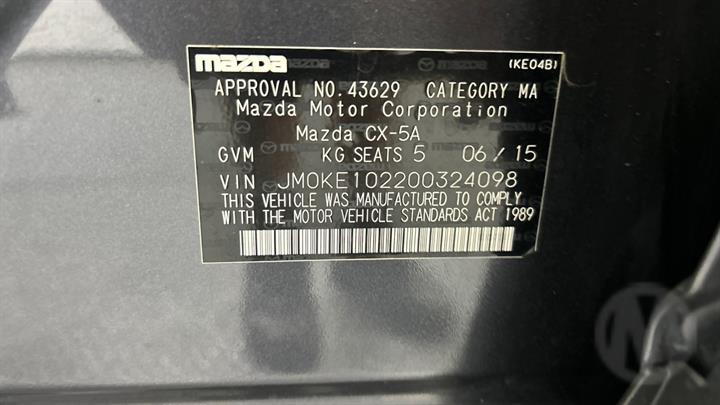 mazda (KE04B)
APPROVAL NO.43629 CATEGORY MA
Mazda Motor Corporation
Mazda CX-5A
GVM KG SEATS 5 06/15
VIN JM0KE102200324098
THIS VEHICLE WAS MANUFACTURED TO COMPLY
WITH THE MOTOR VEHICLE STANDARDS ACT 1989